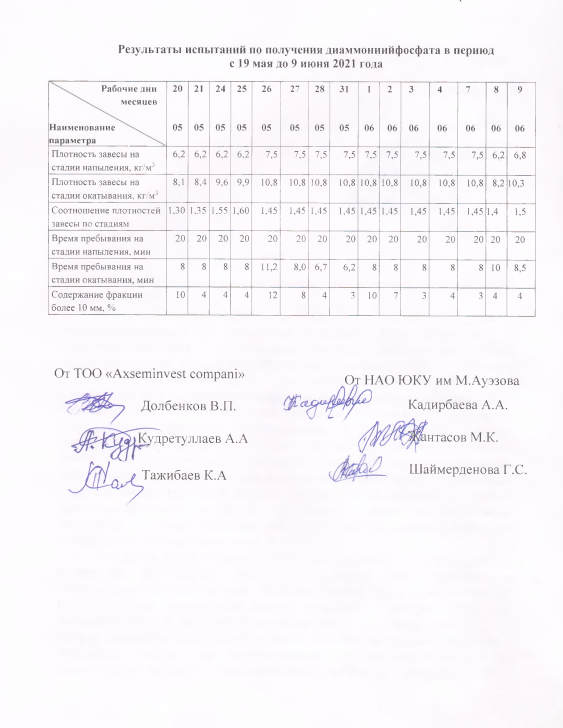 Результаты испытаний по получения диаммонийфосфата в период
с 19 мая до 9 июня 2021 года
Рабочие дни месяцев 20 21 24 25 26 27 28 31 1 2 3 4 7 8 9
Наименование параметра 05 05 05 05 05 05 05 05 06 06 06 06 06 06 06
Плотность завесы на стадии напыления, кг/м³ 6,2 6,2 6,2 6,2 7,5 7,5 7,5 7,5 7,5 7,5 7,5 7,5 7,5 6,2 6,8
Плотность завесы на стадии окатывания, кг/м³ 8,1 8,4 9,6 9,9 10,8 10,8 10,8 10,8 10,8 10,8 10,8 10,8 10,8 8,2 10,3
Соотношение плотностей завесы по стадиям 1,30 1,35 1,55 1,60 1,45 1,45 1,45 1,45 1,45 1,45 1,45 1,45 1,45 1,4 1,5
Время пребывания на стадии напыления, мин 20 20 20 20 20 20 20 20 20 20 20 20 20 20 20
Время пребывания на стадии окатывания, мин 8 8 8 8 11,2 8,0 6,7 6,2 8 8 8 8 8 10 8,5
Содержание фракции более 10 мм, % 10 4 4 4 12 8 4 3 10 7 3 4 3 4 4
От ТОО «Axseminvest compani»
От НАО ЮКУ им М.Ауэзова
Долбенков В.П.
Кадирбаева А.А.
Кудретуллаев А.А
Жантасов М.К.
Тажибаев К.А
Шаймерденова Г.С.